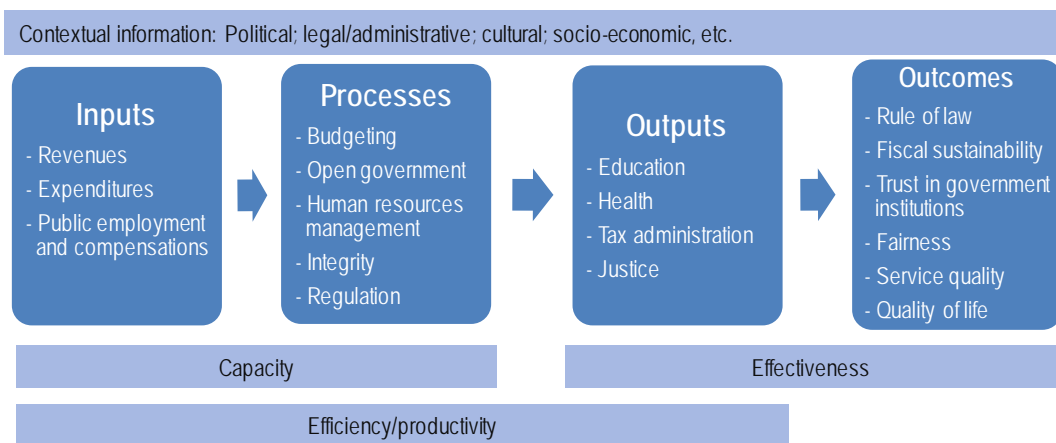 Contextual information: Political; legal/administrative; cultural; socio-economic, etc.
Inputs
- Revenues
- Expenditures
- Public employment
and compensations
Processes
- Budgeting
- Open government
- Human resources
management
- Integrity
- Regulation
Outputs
- Education
- Health
- Tax administration
- Justice
Outcomes
- Rule of law
- Fiscal sustainability
- Trust in government
institutions
- Fairness
- Service quality
- Quality of life
Capacity
Effectiveness
Efficiency/productivity